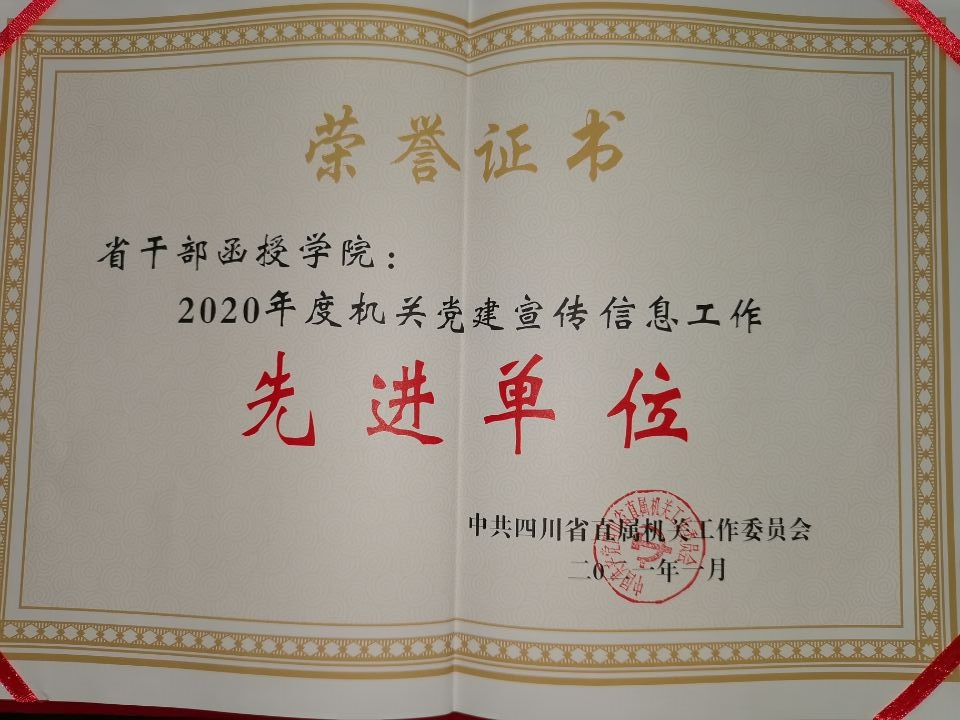 荣誉证书
省干部函授学院：
2020年度机关党建宣传信息工作
先进单位
中共四川省直属机关工作委员会
二0二一年一月